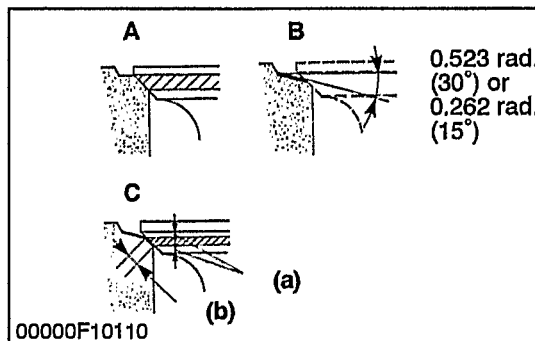 A
B
0.523 rad.
(30°) or
0.262 rad.
(15°)
C
(a)
(b)
00000F10110